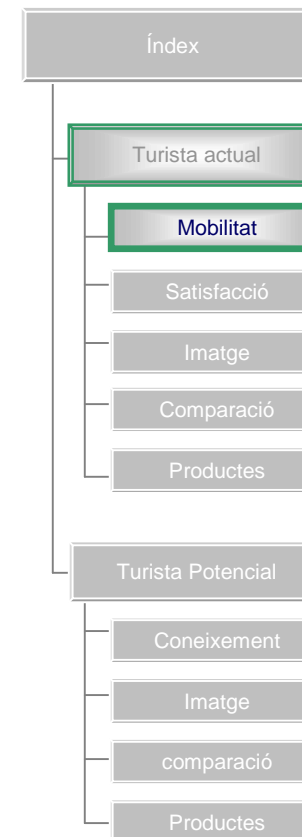 Índex
Turista actual
Mobilitat
Satisfacció
Imatge
Comparació
Productes
Turista Potencial
Coneixement
Imatge
comparació
Productes